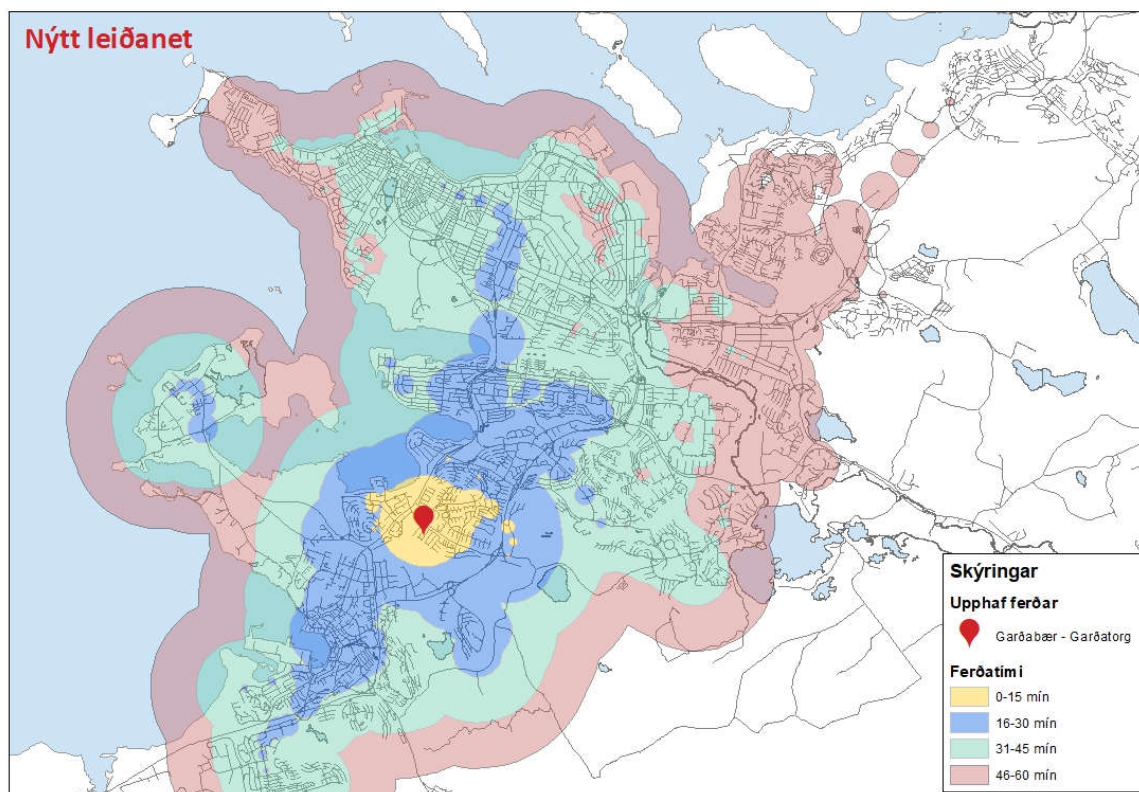 Nýtt leiðanet
Skýringar
Upphaf ferðar
Garðabær - Garðatorg
Ferðatími
0-15 mín
16-30 mín
31-45 mín
46-60 mín